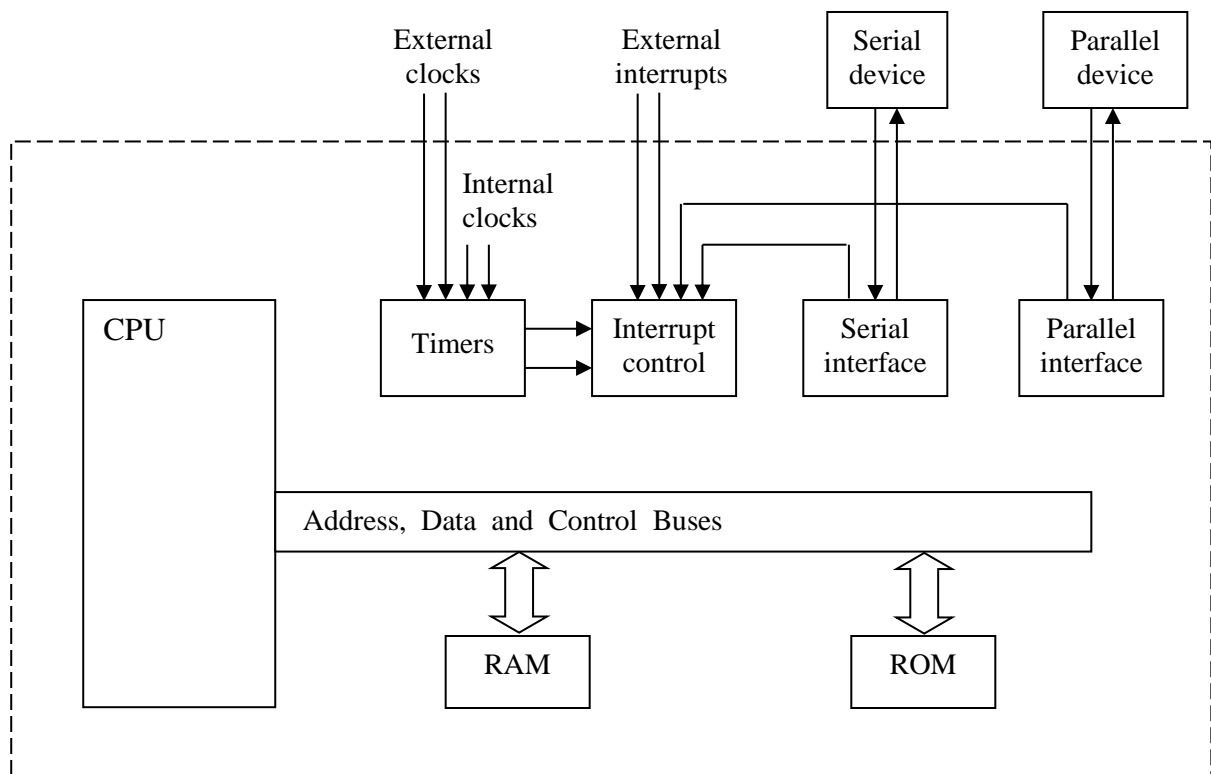 External
clocks
External
interrupts
Serial
device
Parallel
device
Internal
clocks
CPU
Timers
Interrupt
control
Serial
interface
Parallel
interface
Address, Data and Control Buses
RAM
ROM